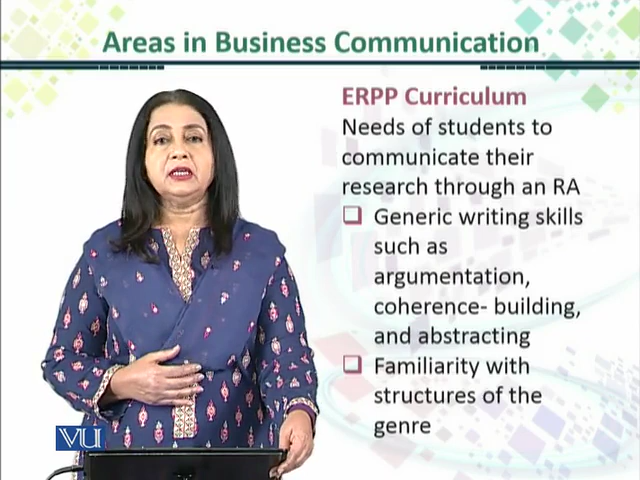 Areas in Business Communication
ERPP Curriculum
Needs of students to
communicate their
research through an RA
Generic writing skills
such as
argumentation,
coherence- building,
and abstracting
Familiarity with
structures of the
genre
VU